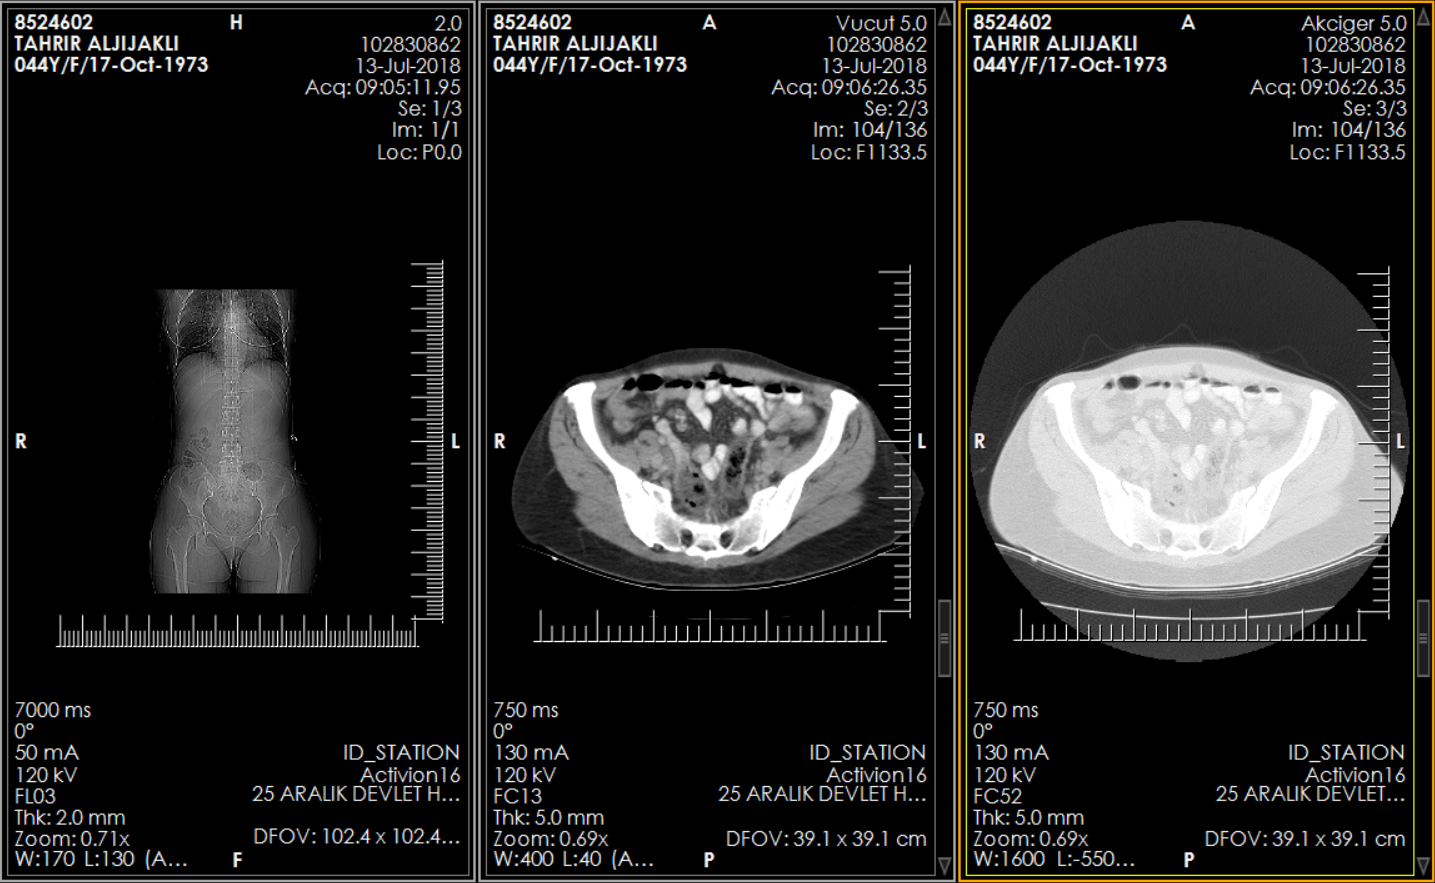 8524602 H 2.0
TAHRIR ALJIJAKLI 102830862
044Y/F/17-Oct-1973 13-Jul-2018
Acq: 09:05:11.95
Se: 1/3
Im: 1/1
Loc: P0.0
R L
7000 ms
0°
50 mA ID_STATION
120 kV Activion16
FL03 25 ARALIK DEVLET H...
Thk: 2.0 mm
Zoom: 0.71x DFOV: 102.4 x 102.4...
W:170 L:130 (A... F
8524602 A Vucut 5.0
TAHRIR ALJIJAKLI 102830862
044Y/F/17-Oct-1973 13-Jul-2018
Acq: 09:06:26.35
Se: 2/3
Im: 104/136
Loc: F1133.5
R L
750 ms
0°
130 mA ID_STATION
120 kV Activion16
FC13 25 ARALIK DEVLET H...
Thk: 5.0 mm
Zoom: 0.69x DFOV: 39.1 x 39.1 cm
W:400 L:40 (A... P
8524602 A Akciger 5.0
TAHRIR ALJIJAKLI 102830862
044Y/F/17-Oct-1973 13-Jul-2018
Acq: 09:06:26.35
Se: 3/3
Im: 104/136
Loc: F1133.5
R L
750 ms
0°
130 mA ID_STATION
120 kV Activion16
FC52 25 ARALIK DEVLET...
Thk: 5.0 mm
Zoom: 0.69x DFOV: 39.1 x 39.1 cm
W:1600 L:-550... P